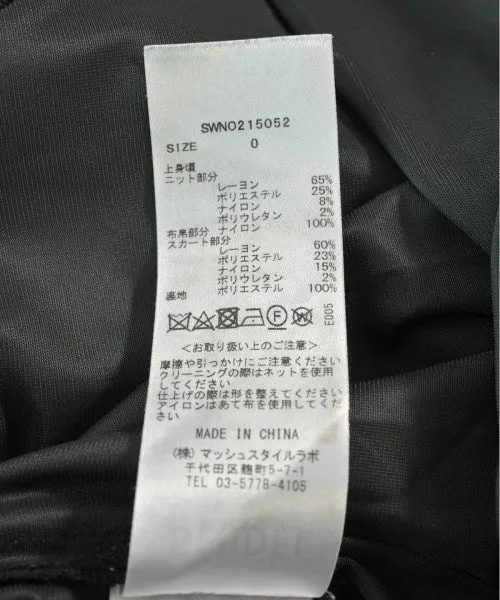 SWNO215052
SIZE 0
上身頃
ニット部分
レーヨン 65%
ポリエステル 25%
ナイロン 8%
ポリウレタン 2%
布帛部分 ナイロン 100%
スカート部分
レーヨン 60%
ポリエステル 23%
ナイロン 15%
ポリウレタン 2%
裏地 ポリエステル 100%
E005
<お取り扱い上のご注意>
摩擦や引っかけにご注意ください
クリーニングの際はネットを使用
してください
仕上げの際は形を整えてください
アイロンはあて布を使用してくだ
さい
MADE IN CHINA
(株)マッシュスタイルラボ
千代田区麹町5-7-1
TEL 03-5778-4105